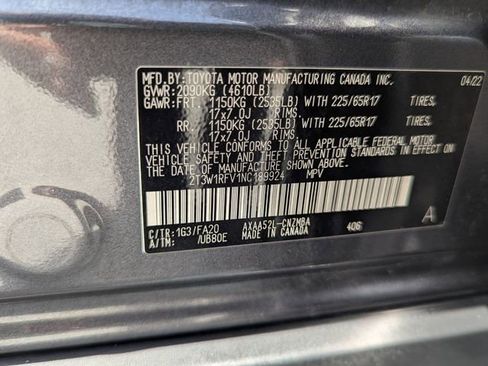 MFD.BY:TOYOTA MOTOR MANUFACTURING CANADA INC. 04/22
GVWR:2090KG (4610LB)
GAWR:FRT. 1150KG (2535LB) WITH 225/65R17 TIRES,
17x7.0J RIMS.
RR. 1150KG (2535LB) WITH 225/65R17 TIRES,
17x7.0J RIMS.
THIS VEHICLE CONFORMS TO ALL APPLICABLE FEDERAL MOTOR
VEHICLE SAFETY AND THEFT PREVENTION STANDARDS IN EFFECT
ON THE DATE OF MANUFACTURE SHOWN ABOVE.
2T3W1RFV1NC189924 MPV
C/TR:1G3/FA20 AXAA52L-CNZMBA 406 A
A/TM: /UB80E MADE IN CANADA